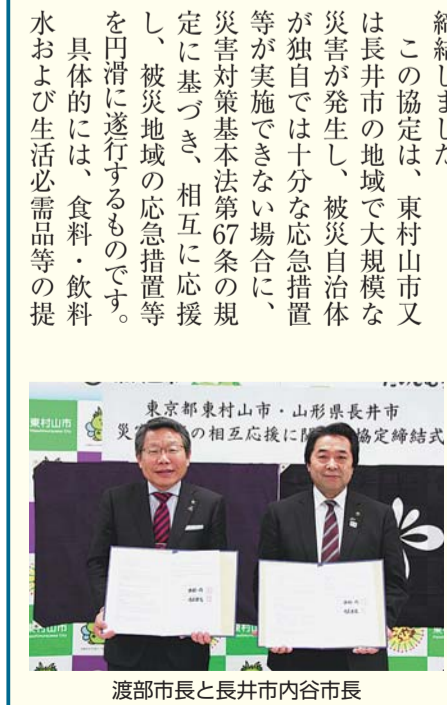 締結しました
この協定は、東村山市又
は長井市の地域で大規模な
災害が発生し、被災自治体
が独自では十分な応急措置
等が実施できない場合に、
災害対策基本法第67条の規
定に基づき、相互に応援
し、被災地域の応急措置等
を円滑に遂行するものです。
具体的には、食料・飲料
水および生活必需品等の提
東村山市
東京都東村山市・山形県長井市
災 の相互応援に関 協定締結式
渡部市長と長井市内谷市長